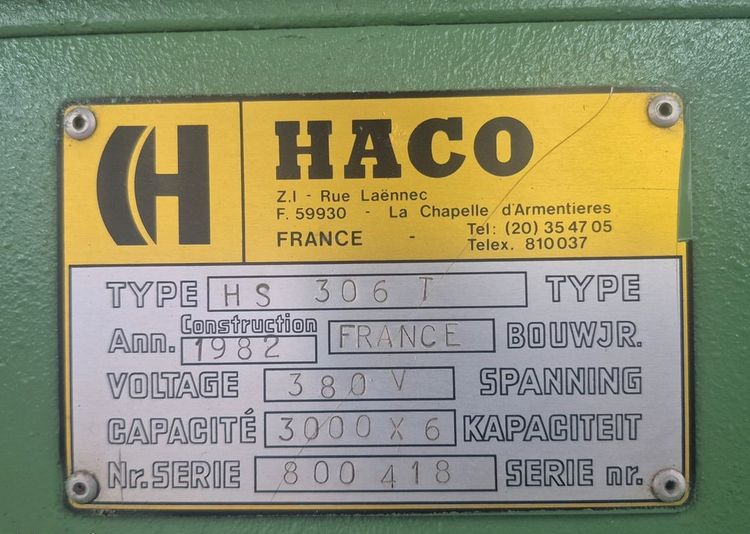 H HACO
Z.I - Rue Laënnec
F. 59930 - La Chapelle d'Armentieres
FRANCE - Tel: (20) 35 47 05
Telex. 810037
TYPE HS 306 T TYPE
Ann. Construction 1982 FRANCE BOUWJR.
VOLTAGE 380 V SPANNING
CAPACITÉ 3000 X 6 KAPACITEIT
Nr. SERIE 800 418 SERIE nr.